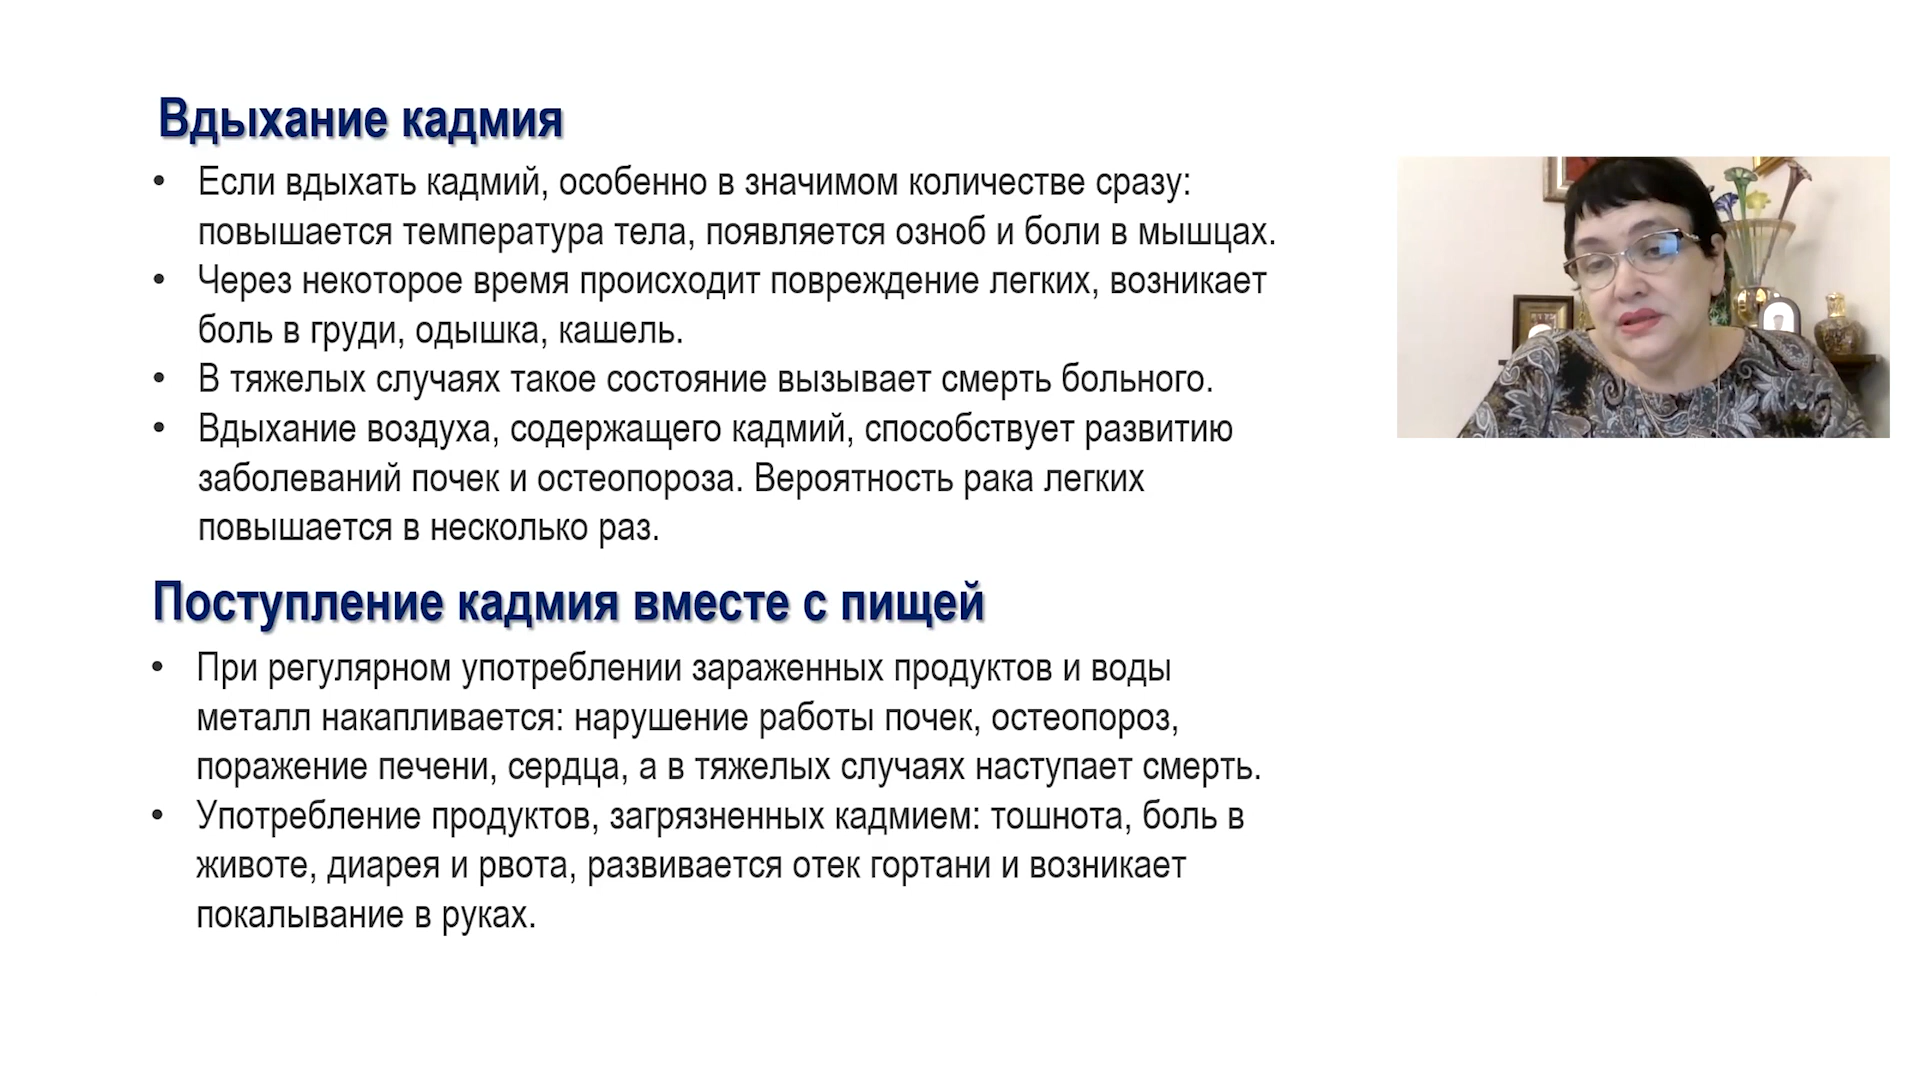 Вдыхание кадмия
• Если вдыхать кадмий, особенно в значимом количестве сразу:
повышается температура тела, появляется озноб и боли в мышцах.
• Через некоторое время происходит повреждение легких, возникает
боль в груди, одышка, кашель.
• В тяжелых случаях такое состояние вызывает смерть больного.
• Вдыхание воздуха, содержащего кадмий, способствует развитию
заболеваний почек и остеопороза. Вероятность рака легких
повышается в несколько раз.
Поступление кадмия вместе с пищей
• При регулярном употреблении зараженных продуктов и воды
металл накапливается: нарушение работы почек, остеопороз,
поражение печени, сердца, а в тяжелых случаях наступает смерть.
• Употребление продуктов, загрязненных кадмием: тошнота, боль в
животе, диарея и рвота, развивается отек гортани и возникает
покалывание в руках.